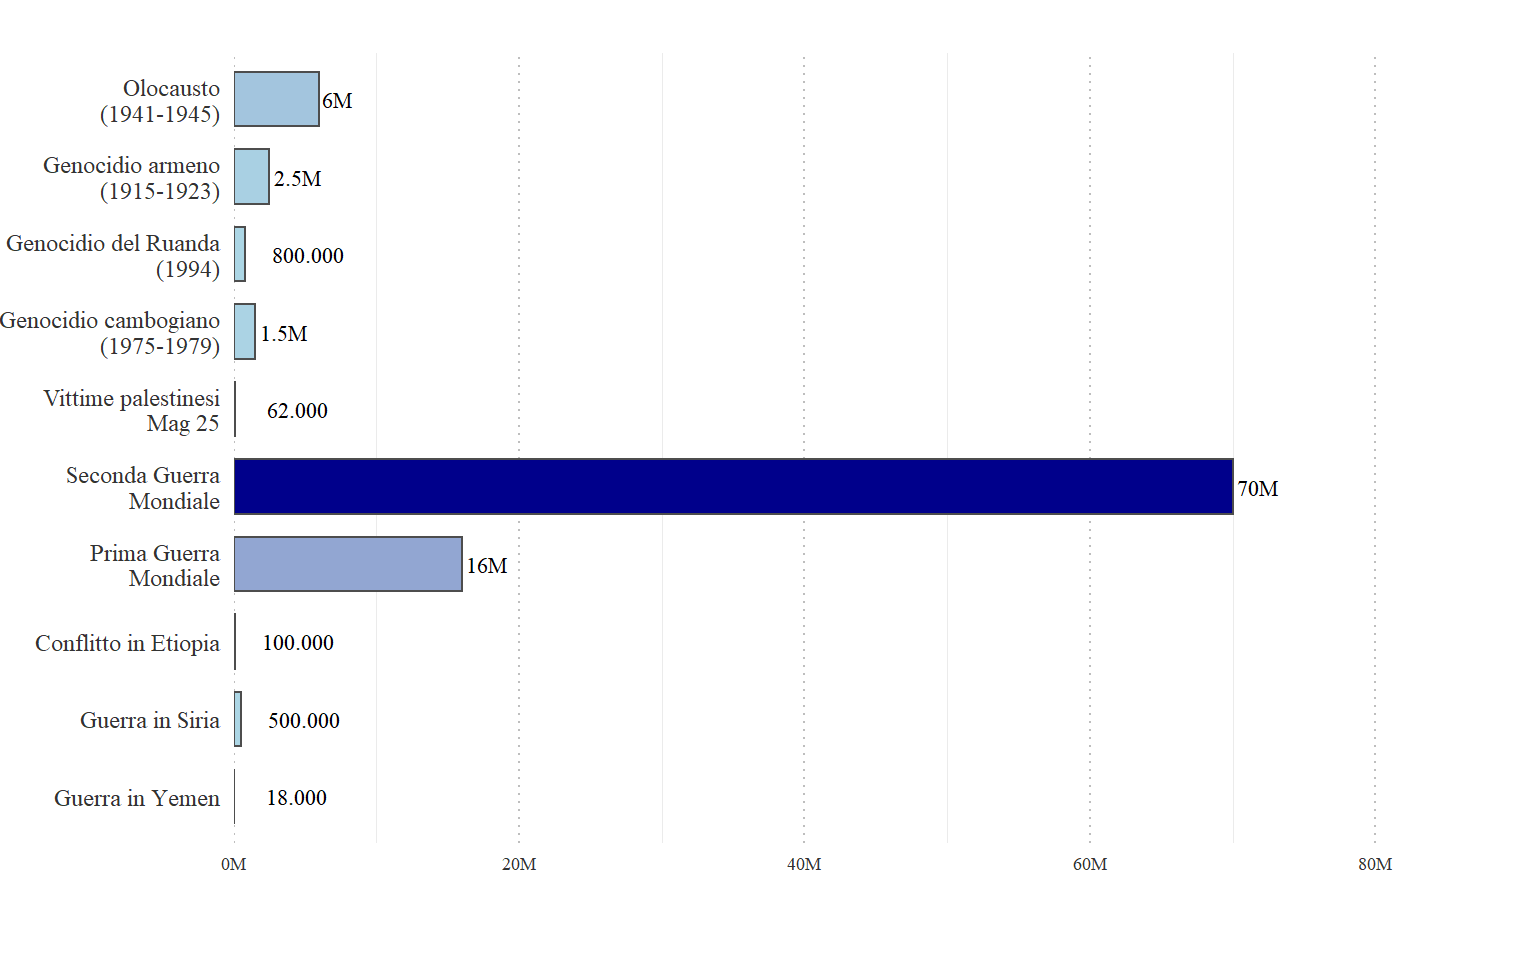 Olocausto
(1941-1945)
6M
Genocidio armeno
(1915-1923)
2.5M
Genocidio del Ruanda
(1994)
800.000
Genocidio cambogiano
(1975-1979)
1.5M
Vittime palestinesi
Mag 25
62.000
Seconda Guerra
Mondiale
70M
Prima Guerra
Mondiale
16M
Conflitto in Etiopia
100.000
Guerra in Siria
500.000
Guerra in Yemen
18.000
0M
20M
40M
60M
80M